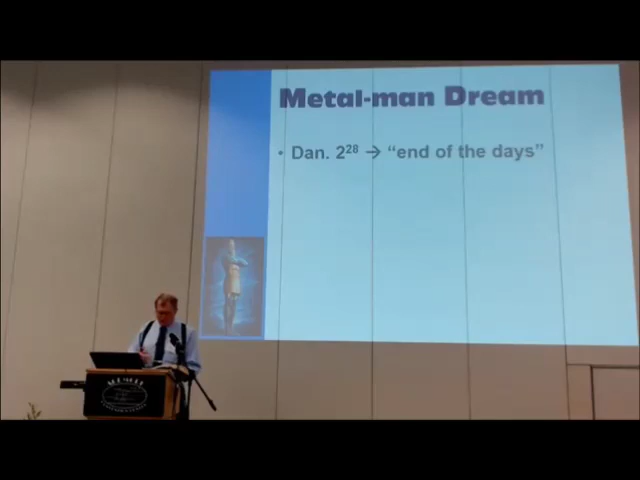 Metal-man Dream
• Dan. 2²⁸ → “end of the days”